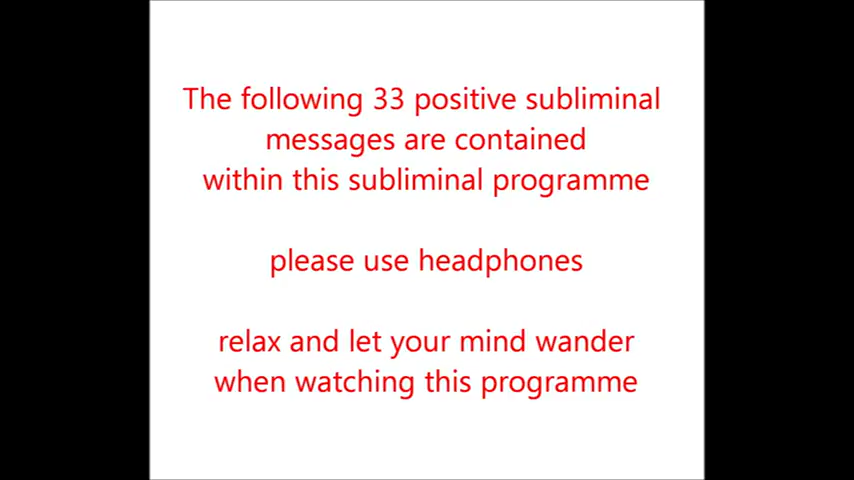 The following 33 positive subliminal
messages are contained
within this subliminal programme
please use headphones
relax and let your mind wander
when watching this programme